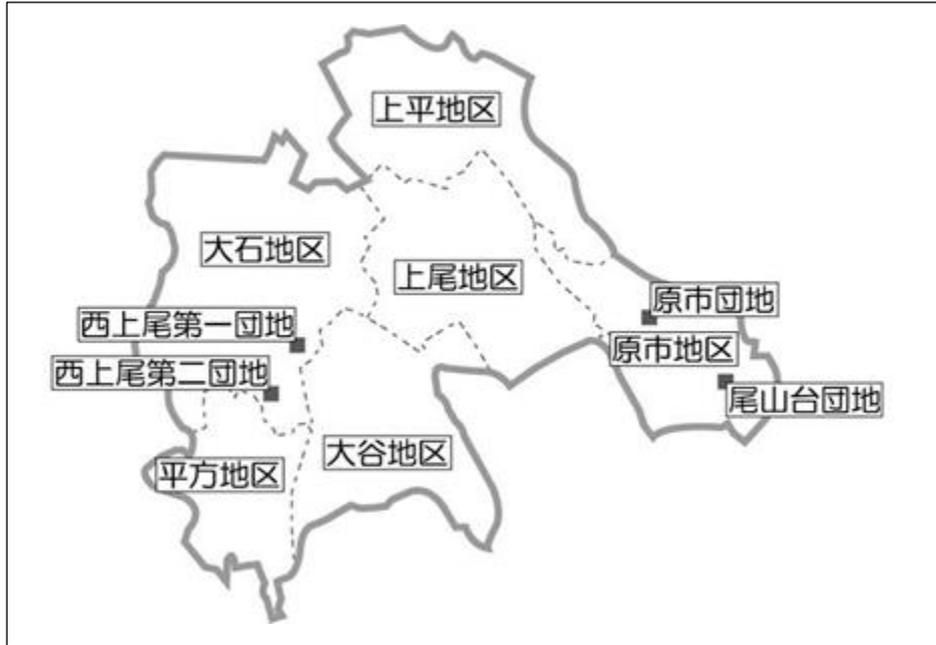 上平地区
大石地区
上尾地区
原市団地
西上尾第一団地
原市地区
西上尾第二団地
尾山台団地
大谷地区
平方地区